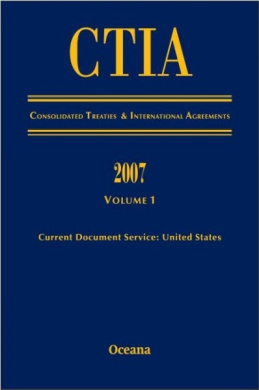 CTIA
CONSOLIDATED TREATIES & INTERNATIONAL AGREEMENTS
2007
VOLUME 1
Current Document Service: United States
Oceana